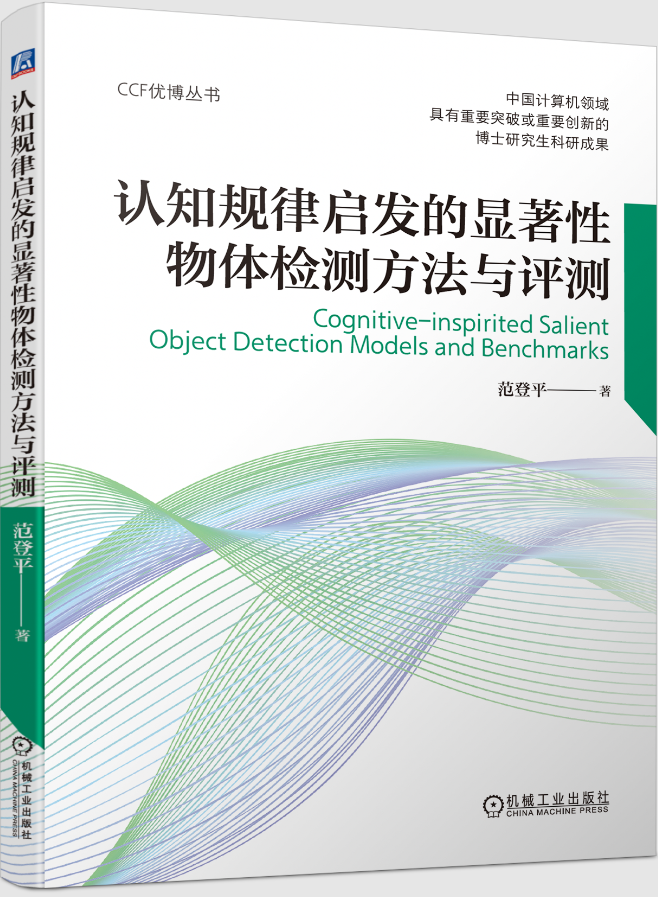 CCF优博丛书
中国计算机领域
具有重要突破或重要创新的
博士研究生科研成果
认知规律启发的显著性
物体检测方法与评测
Cognitive-inspirited Salient
Object Detection Models and Benchmarks
范登平——著
机械工业出版社
CHINA MACHINE PRESS
认知规律启发的显著性物体检测方法与评测
范登平——著
机械工业出版社
CHINA MACHINE PRESS